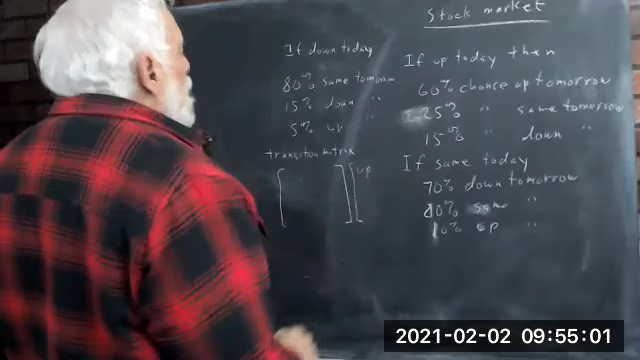 Stock market
If down today
80% same tomorrow
15% down "
5% up "
transition matrix
up
If up today then
60% chance up tomorrow
25% " same tomorrow
15% " down "
If same today
70% down tomorrow
same "
10% up "
2021-02-02 09:55:01